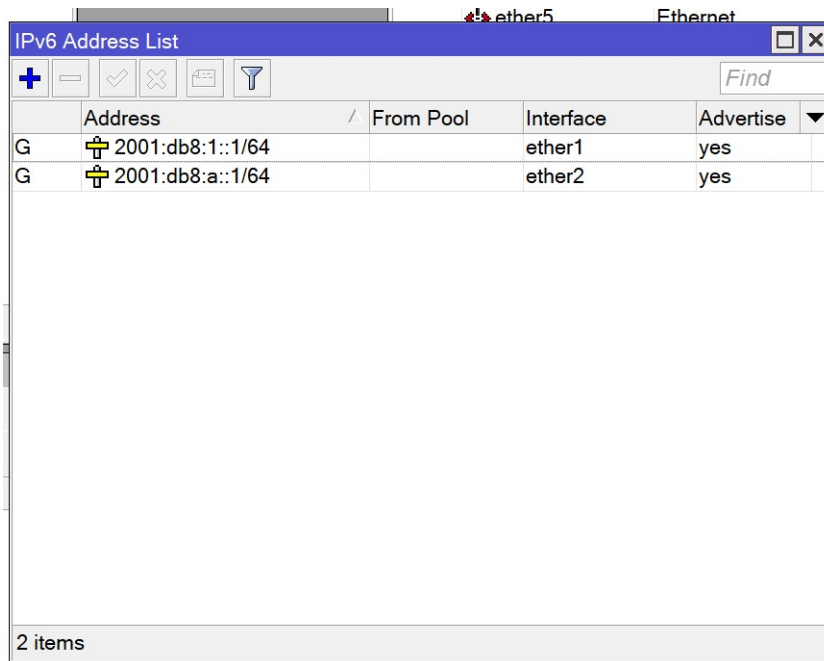 ether5 Ethernet
IPv6 Address List
Find
Address From Pool Interface Advertise
G 2001:db8:1::1/64 ether1 yes
G 2001:db8:a::1/64 ether2 yes
2 items